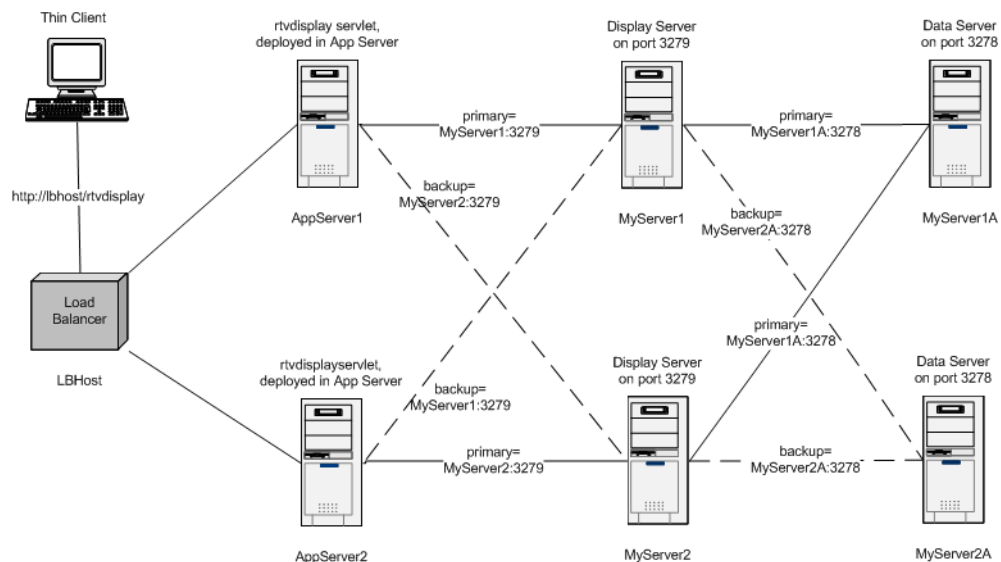 Thin Client
rtvdisplay servlet,
deployed in App Server
Display Server
on port 3279
Data Server
on port 3278
primary=
MyServer1:3279
primary=
MyServer1A:3278
http://lbhost/rtvdisplay
backup=
MyServer2:3279
AppServer1
MyServer1
backup=
MyServer2A:3278
MyServer1A
Load
Balancer
primary=
MyServer1A:3278
LBHost
rtvdisplayservlet,
deployed in App Server
backup=
MyServer1:3279
Display Server
on port 3279
Data Server
on port 3278
primary=
MyServer2:3279
backup=
MyServer2A:3278
AppServer2
MyServer2
MyServer2A